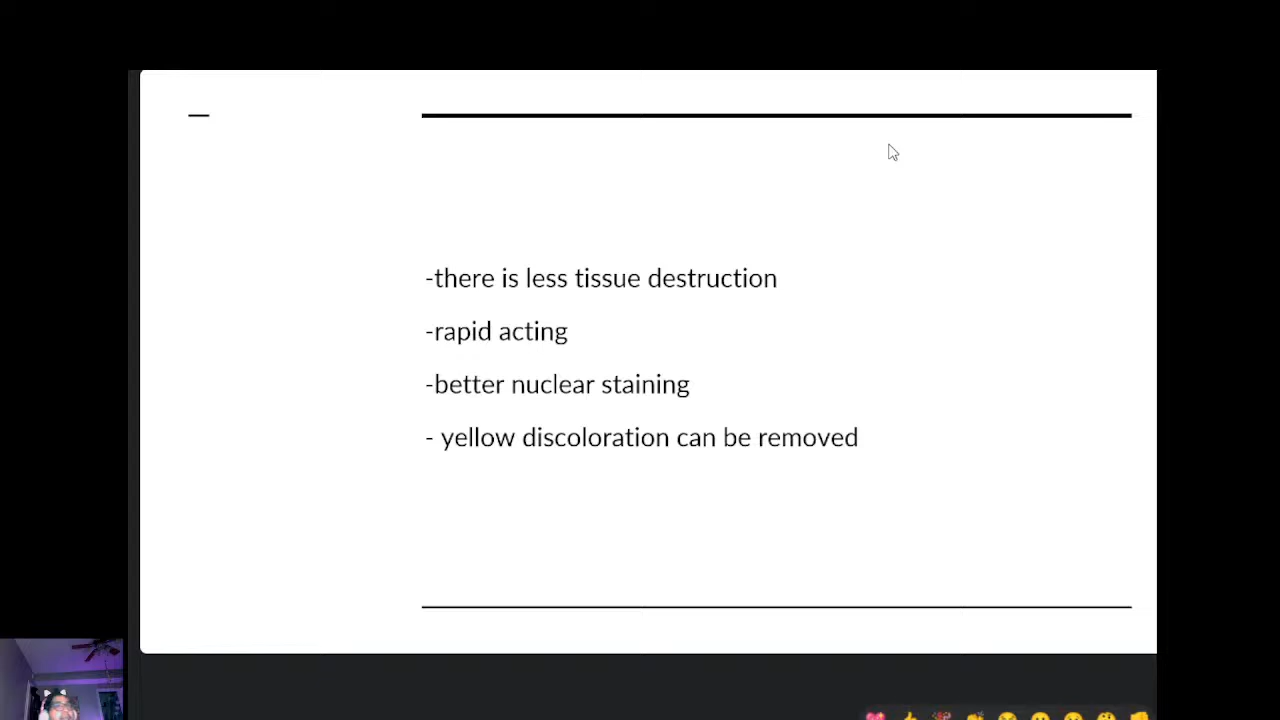 -there is less tissue destruction
-rapid acting
-better nuclear staining
- yellow discoloration can be removed